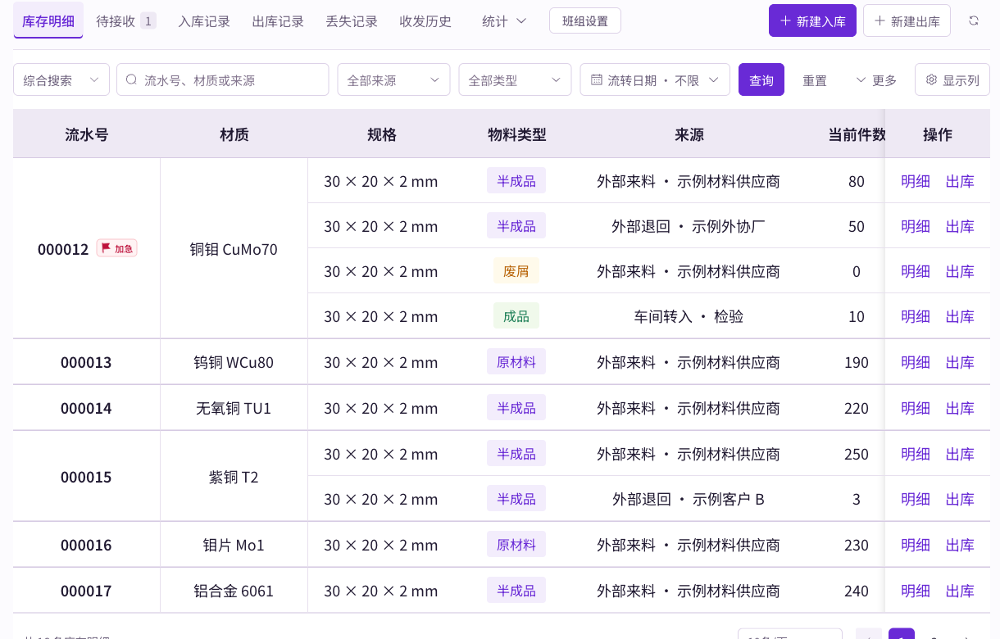 库存明细 待接收 1 入库记录 出库记录 丢失记录 收发历史 统计 班组设置 新建入库 新建出库
综合搜索 流水号、材质或来源 全部来源 全部类型 流转日期 · 不限 查询 重置 更多 显示列
流水号 材质 规格 物料类型 来源 当前件数 操作
30 × 20 × 2 mm 半成品 外部来料 · 示例材料供应商 80 明细 出库
30 × 20 × 2 mm 半成品 外部退回 · 示例外协厂 50 明细 出库
000012 加急 铜钼 CuMo70
30 × 20 × 2 mm 废屑 外部来料 · 示例材料供应商 0 明细 出库
30 × 20 × 2 mm 成品 车间转入 · 检验 10 明细 出库
000013 钨铜 WCu80 30 × 20 × 2 mm 原材料 外部来料 · 示例材料供应商 190 明细 出库
000014 无氧铜 TU1 30 × 20 × 2 mm 半成品 外部来料 · 示例材料供应商 220 明细 出库
30 × 20 × 2 mm 半成品 外部来料 · 示例材料供应商 250 明细 出库
000015 紫铜 T2
30 × 20 × 2 mm 半成品 外部退回 · 示例客户 B 3 明细 出库
000016 钼片 Mo1 30 × 20 × 2 mm 原材料 外部来料 · 示例材料供应商 230 明细 出库
000017 铝合金 6061 30 × 20 × 2 mm 半成品 外部来料 · 示例材料供应商 240 明细 出库